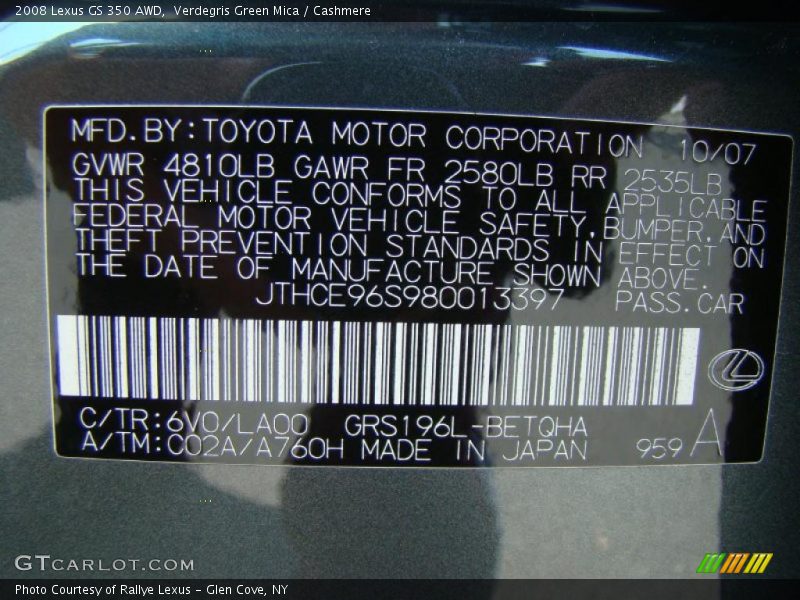 2008 Lexus GS 350 AWD,  Verdegris Green Mica / Cashmere
MFD.BY:TOYOTA MOTOR CORPORATION 10/07
GVWR 4810LB GAWR FR 2580LB RR 2535LB
THIS VEHICLE CONFORMS TO ALL APPLICABLE
FEDERAL MOTOR VEHICLE SAFETY,BUMPER,AND
THEFT PREVENTION STANDARDS IN EFFECT ON
THE DATE OF MANUFACTURE SHOWN ABOVE.
JTHCE96S980013397 PASS.CAR
C/TR:6V0/LA00 GRS196L-BETQHA
A/TM:C02A/A760H MADE IN JAPAN 959 A
GTCARLOT.COM
Photo Courtesy of Rallye Lexus - Glen Cove, NY